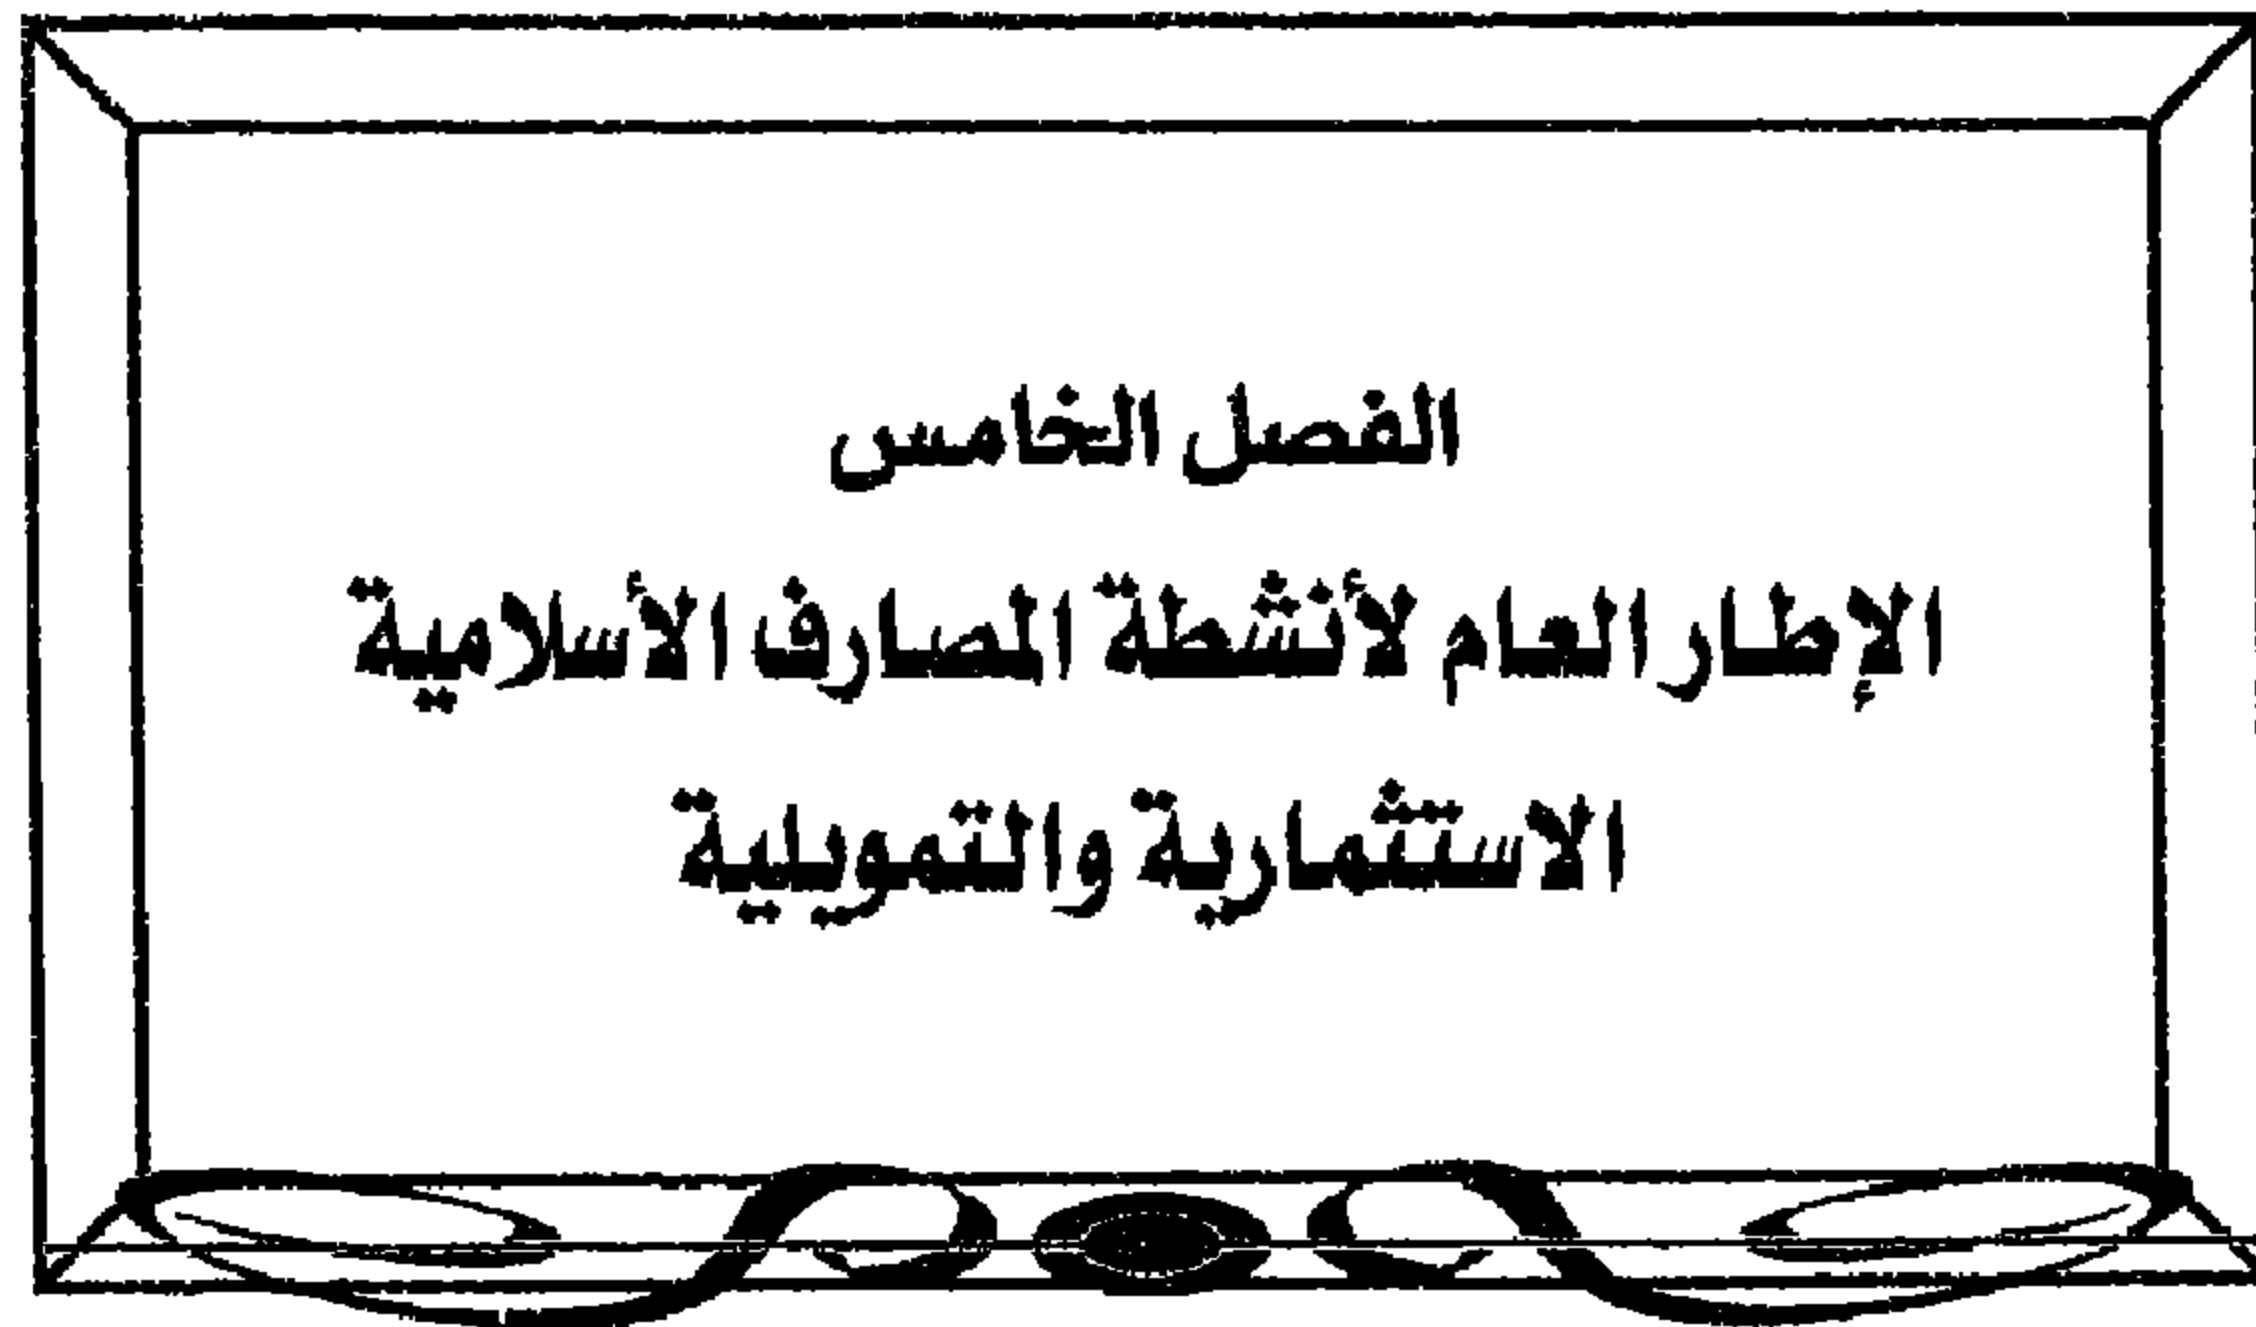 الفصل الخامس
الإطار العام لأنشطة المصارف الأسلامية
الاستثمارية والتمويلية